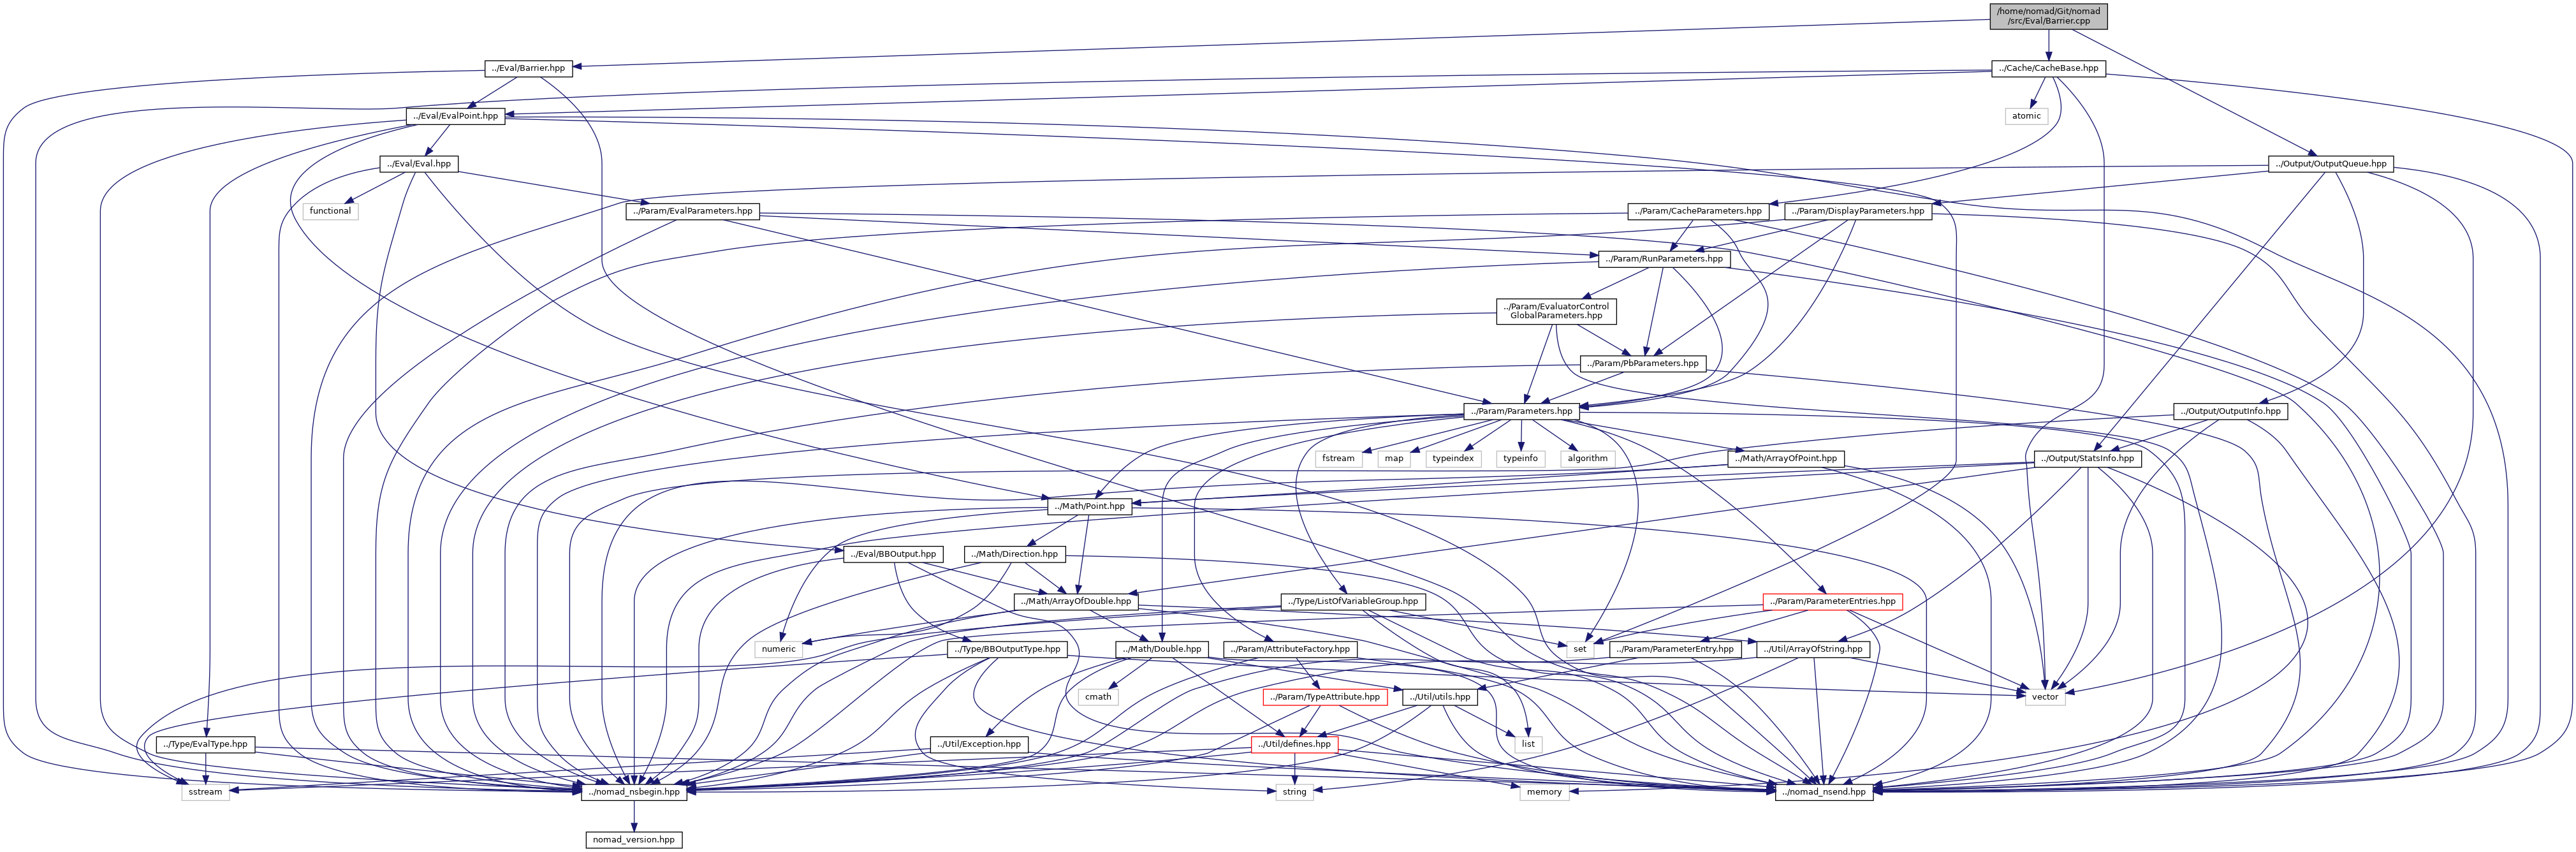 /home/nomad/Git/nomad
/src/Eval/Barrier.cpp
../Eval/Barrier.hpp
../Cache/CacheBase.hpp
../Eval/EvalPoint.hpp
atomic
../Eval/Eval.hpp
../Output/OutputQueue.hpp
functional
../Param/EvalParameters.hpp
../Param/CacheParameters.hpp
../Param/DisplayParameters.hpp
../Param/RunParameters.hpp
../Param/EvaluatorControl
GlobalParameters.hpp
../Param/PbParameters.hpp
../Param/Parameters.hpp
../Output/OutputInfo.hpp
fstream
map
typeindex
typeinfo
algorithm
../Math/ArrayOfPoint.hpp
../Output/StatsInfo.hpp
../Math/Point.hpp
../Eval/BBOutput.hpp
../Math/Direction.hpp
../Math/ArrayOfDouble.hpp
../Type/ListOfVariableGroup.hpp
../Param/ParameterEntries.hpp
numeric
../Type/BBOutputType.hpp
../Math/Double.hpp
../Param/AttributeFactory.hpp
set
../Param/ParameterEntry.hpp
../Util/ArrayOfString.hpp
cmath
../Param/TypeAttribute.hpp
../Util/utils.hpp
vector
../Type/EvalType.hpp
../Util/Exception.hpp
../Util/defines.hpp
list
sstream
../nomad_nsbegin.hpp
string
memory
../nomad_nsend.hpp
nomad_version.hpp